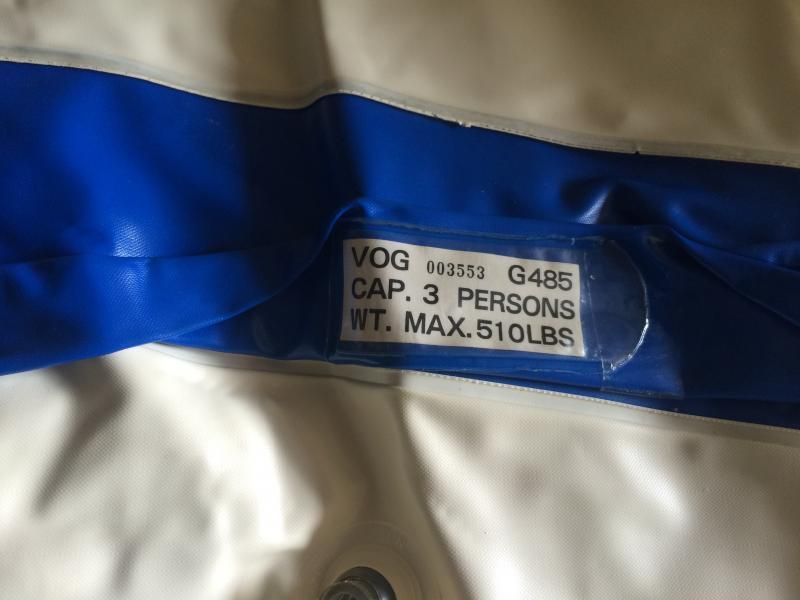 VOG 003553 G485
CAP. 3 PERSONS
WT. MAX. 510LBS